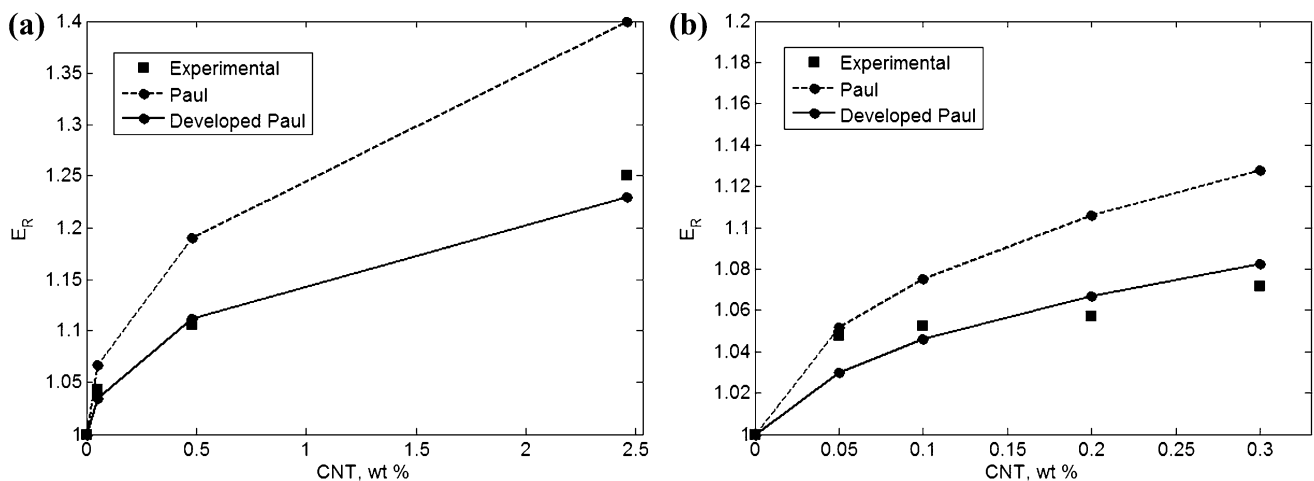 (a)
1.4
1.35
1.3
1.25
1.2
1.15
1.1
1.05
1
E_R
Experimental
Paul
Developed Paul
0 0.5 1 1.5 2 2.5
CNT, wt %
(b)
1.2
1.18
1.16
1.14
1.12
1.1
1.08
1.06
1.04
1.02
1
E_R
Experimental
Paul
Developed Paul
0 0.05 0.1 0.15 0.2 0.25 0.3
CNT, wt %